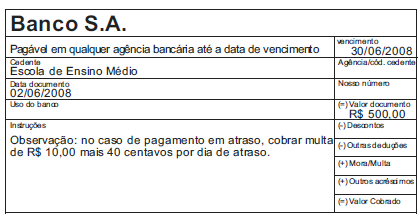 Banco S.A.
Pagável em qualquer agência bancária até a data de vencimento
vencimento
30/06/2008
Cedente
Escola de Ensino Médio
Agência/cód. cedente
Data documento
02/06/2008
Nosso número
Uso do banco
(=) Valor documento
R$ 500,00
Instruções
Observação: no caso de pagamento em atraso, cobrar multa
de R$ 10,00 mais 40 centavos por dia de atraso.
(-) Descontos
(-) Outras deduções
(+) Mora/Multa
(+) Outros acréscimos
(=) Valor Cobrado